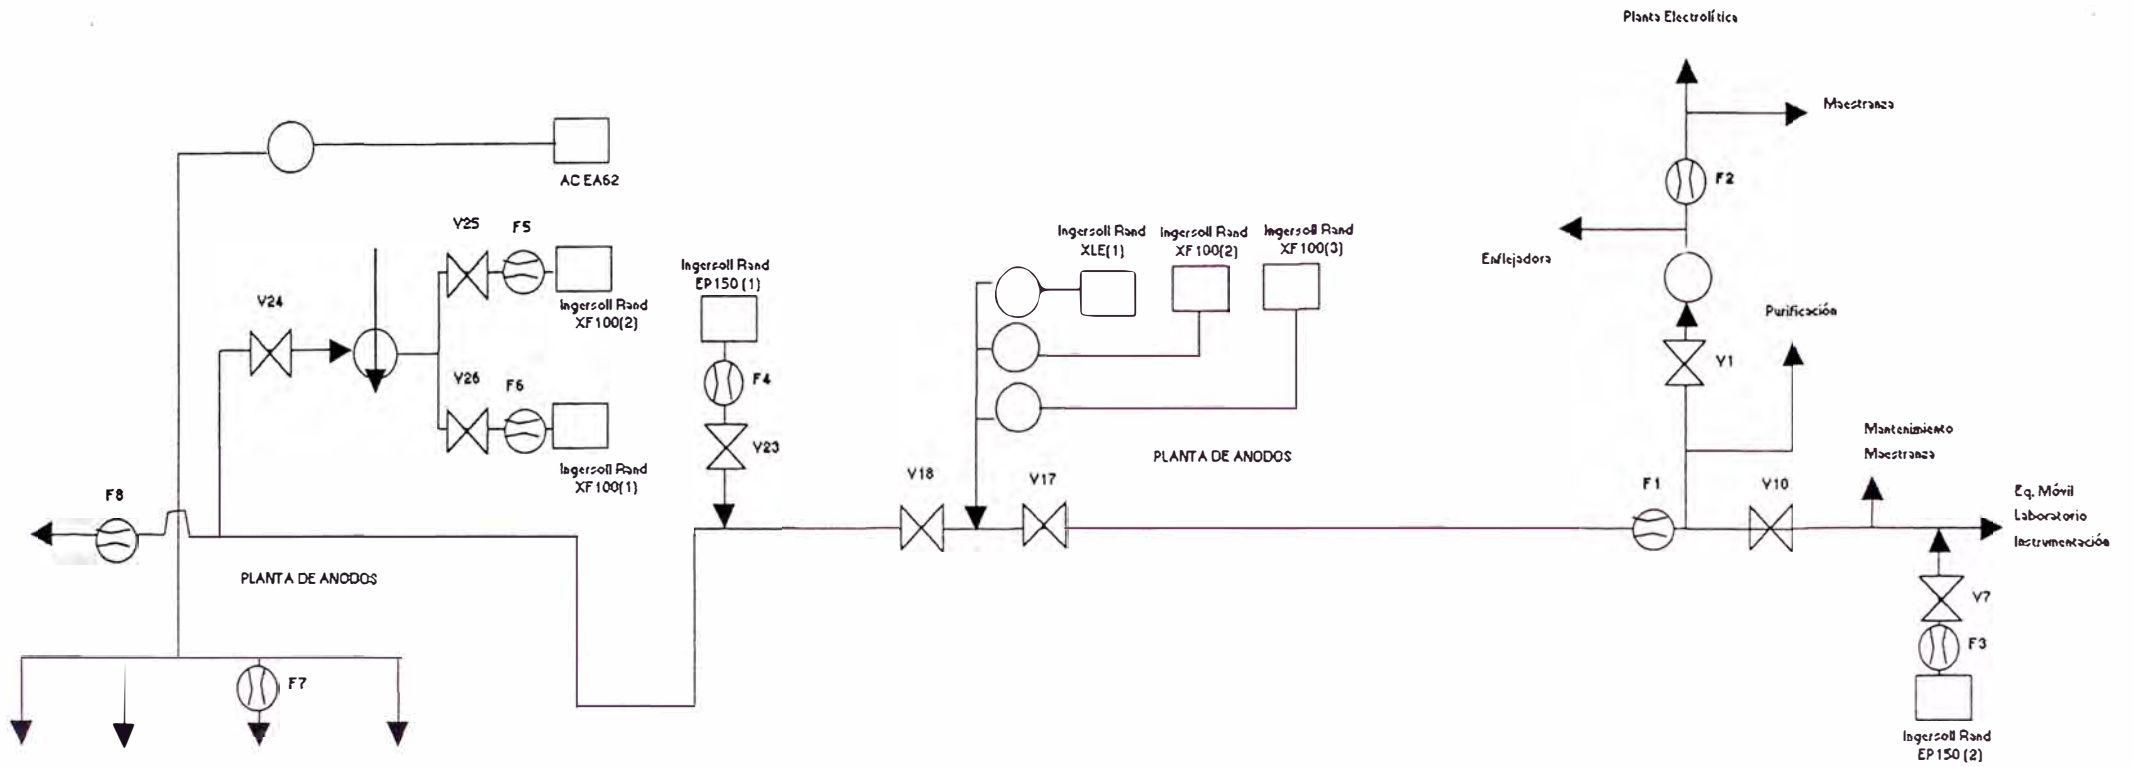 Planta Electrolítica
Maestranza
F2
Enflejadora
Purificación
V1
AC EA62
V25
F5
Ingersoll Rand
XF100(2)
V24
V26
F6
Ingersoll Rand
XF100(1)
Ingersoll Rand
EP150 (1)
F4
V23
Ingersoll Rand
XLE(1)
Ingersoll Rand
XF100(2)
Ingersoll Rand
XF100(3)
PLANTA DE ANODOS
V18
V17
F1
V10
Mantenimiento
Maestranza
Eq. Móvil
Laboratorio
Instrumentación
V7
F3
Ingersoll Rand
EP150 (2)
F8
PLANTA DE ANODOS
F7